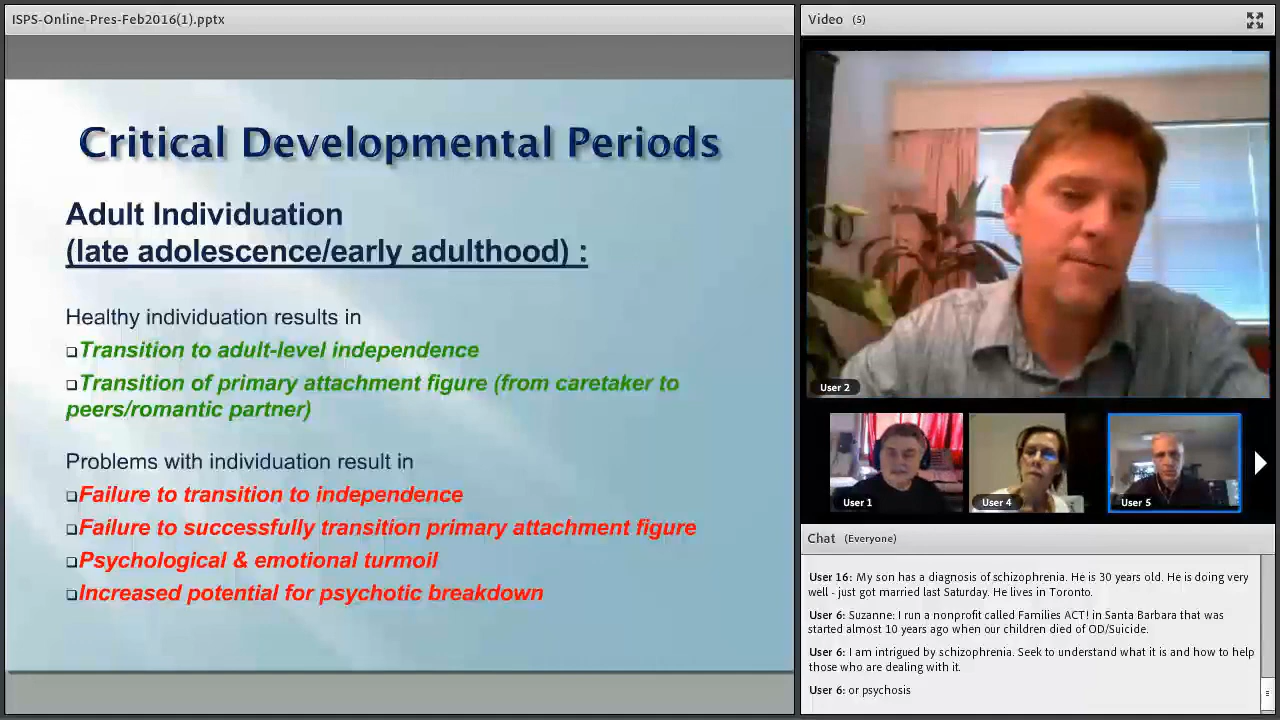 ISPS-Online-Pres-Feb2016(1).pptx
Critical Developmental Periods
Adult Individuation
(late adolescence/early adulthood) :
Healthy individuation results in
❑Transition to adult-level independence
❑Transition of primary attachment figure (from caretaker to
peers/romantic partner)
Problems with individuation result in
❑Failure to transition to independence
❑Failure to successfully transition primary attachment figure
❑Psychological & emotional turmoil
❑Increased potential for psychotic breakdown
Video (5)
User 2
User 1
User 4
User 5
Chat (Everyone)
User 16: My son has a diagnosis of schizophrenia. He is 30 years old. He is doing very
well - just got married last Saturday. He lives in Toronto.
User 6: Suzanne: I run a nonprofit called Families ACT! in Santa Barbara that was
started almost 10 years ago when our children died of OD/Suicide.
User 6: I am intrigued by schizophrenia. Seek to understand what it is and how to help
those who are dealing with it.
User 6: or psychosis